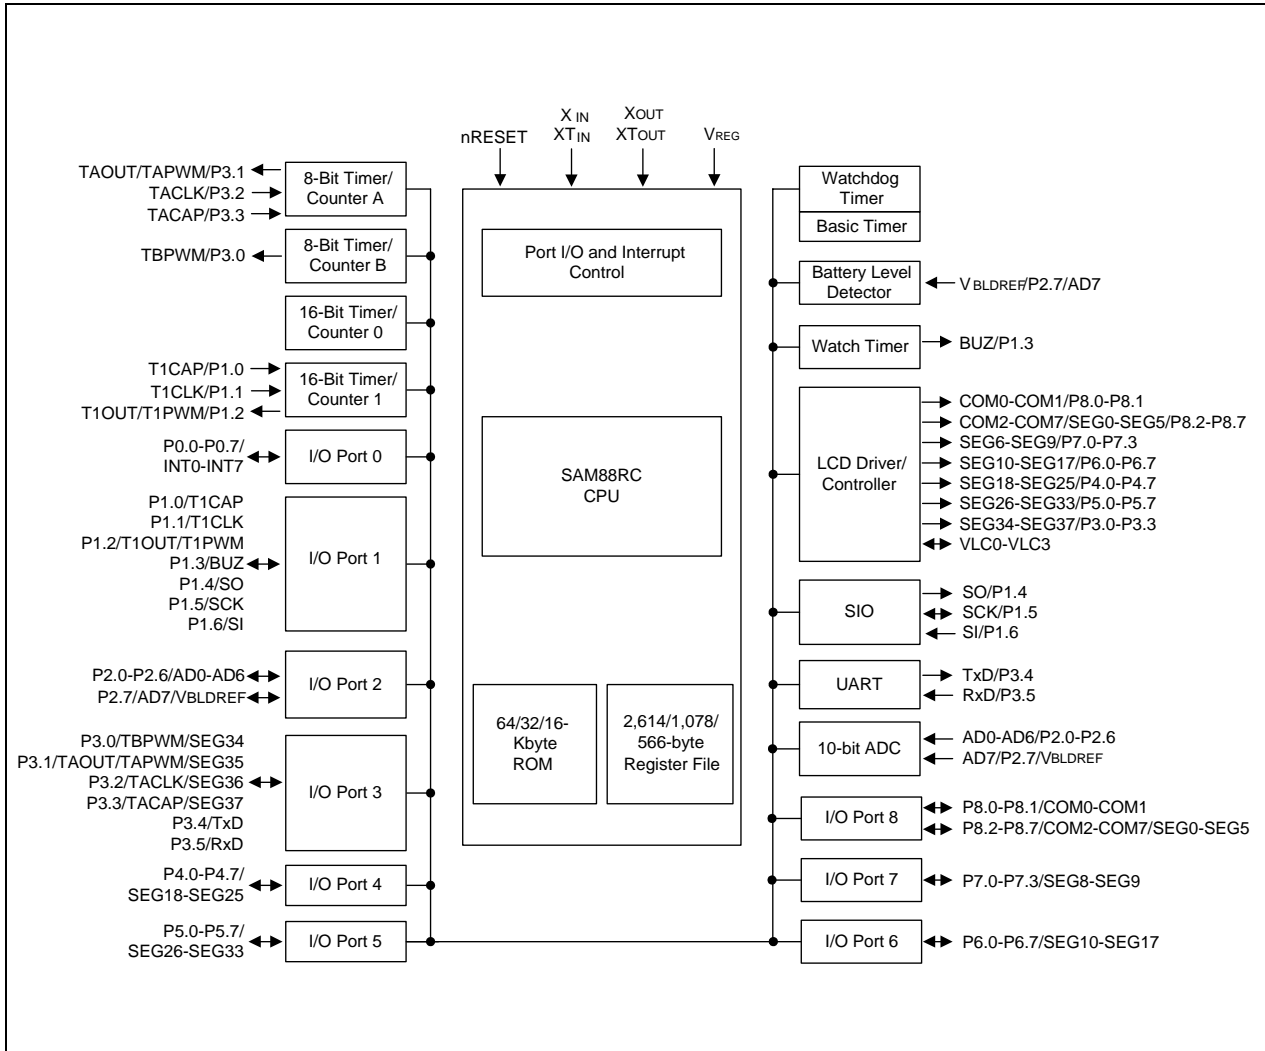 nRESET
XIN
XTIN
XOUT
XTOUT
VREG
TAOUT/TAPWM/P3.1
TACLK/P3.2
TACAP/P3.3
8-Bit Timer/
Counter A
TBPWM/P3.0
8-Bit Timer/
Counter B
16-Bit Timer/
Counter 0
T1CAP/P1.0
T1CLK/P1.1
T1OUT/T1PWM/P1.2
16-Bit Timer/
Counter 1
P0.0-P0.7/
INT0-INT7
I/O Port 0
P1.0/T1CAP
P1.1/T1CLK
P1.2/T1OUT/T1PWM
P1.3/BUZ
P1.4/SO
P1.5/SCK
P1.6/SI
I/O Port 1
P2.0-P2.6/AD0-AD6
P2.7/AD7/VBLDREF
I/O Port 2
P3.0/TBPWM/SEG34
P3.1/TAOUT/TAPWM/SEG35
P3.2/TACLK/SEG36
P3.3/TACAP/SEG37
P3.4/TxD
P3.5/RxD
I/O Port 3
P4.0-P4.7/
SEG18-SEG25
I/O Port 4
P5.0-P5.7/
SEG26-SEG33
I/O Port 5
Port I/O and Interrupt
Control
SAM88RC
CPU
64/32/16-
Kbyte
ROM
2,614/1,078/
566-byte
Register File
Watchdog
Timer
Basic Timer
Battery Level
Detector
VBLDREF/P2.7/AD7
Watch Timer
BUZ/P1.3
LCD Driver/
Controller
COM0-COM1/P8.0-P8.1
COM2-COM7/SEG0-SEG5/P8.2-P8.7
SEG6-SEG9/P7.0-P7.3
SEG10-SEG17/P6.0-P6.7
SEG18-SEG25/P4.0-P4.7
SEG26-SEG33/P5.0-P5.7
SEG34-SEG37/P3.0-P3.3
VLC0-VLC3
SIO
SO/P1.4
SCK/P1.5
SI/P1.6
UART
TxD/P3.4
RxD/P3.5
10-bit ADC
AD0-AD6/P2.0-P2.6
AD7/P2.7/VBLDREF
I/O Port 8
P8.0-P8.1/COM0-COM1
P8.2-P8.7/COM2-COM7/SEG0-SEG5
I/O Port 7
P7.0-P7.3/SEG8-SEG9
I/O Port 6
P6.0-P6.7/SEG10-SEG17